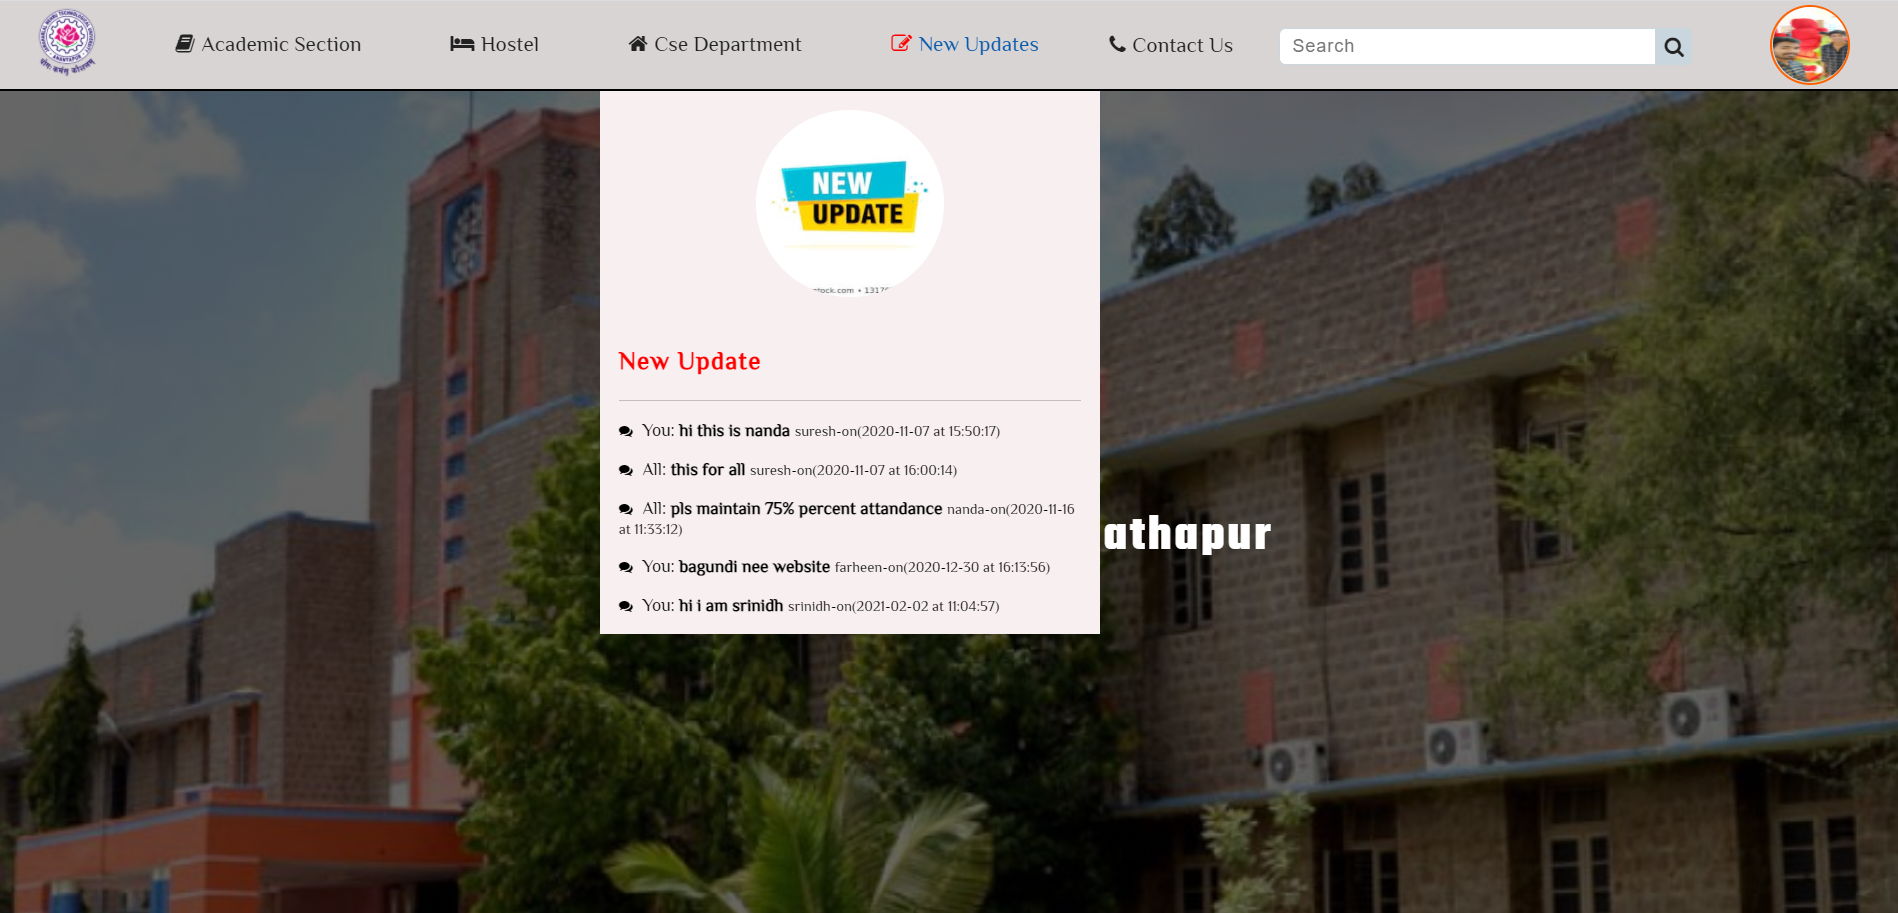 Academic Section
Hostel
Cse Department
New Updates
Contact Us
Search
ANANTAPUR
NEW
UPDATE
New Update
You: hi this is nanda suresh-on(2020-11-07 at 15:50:17)
All: this for all suresh-on(2020-11-07 at 16:00:14)
All: pls maintain 75% percent attandance nanda-on(2020-11-16
at 11:33:12)
You: bagundi nee website farheen-on(2020-12-30 at 16:13:56)
You: hi i am srinidh srinidh-on(2021-02-02 at 11:04:57)
athapur